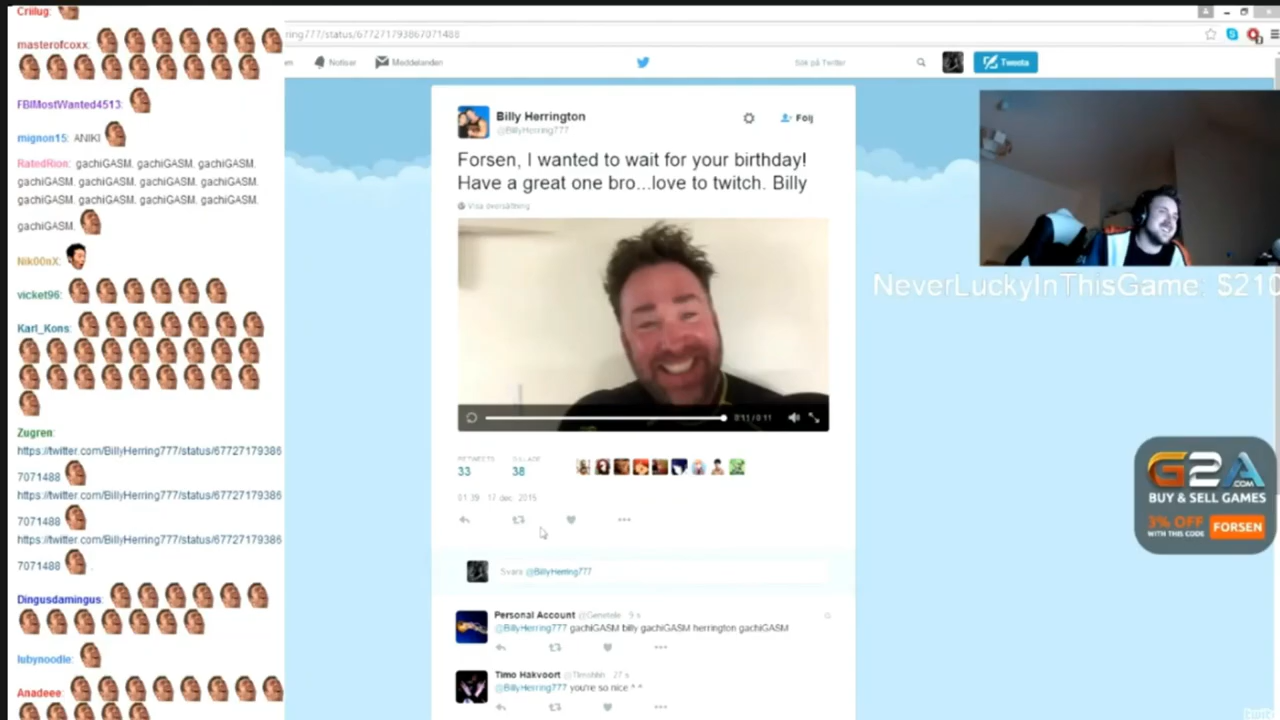 Criilug:
masterofcoxx:
FBIMostWanted4513:
mignon15: ANIKI
RatedRion: gachiGASM, gachiGASM, gachiGASM,
gachiGASM, gachiGASM, gachiGASM, gachiGASM,
gachiGASM, gachiGASM, gachiGASM, gachiGASM,
gachiGASM,
Nik00nX:
vicket96:
Karl_Kons:
Zugren:
https://twitter.com/BillyHerring777/status/67727179386
7071488
https://twitter.com/BillyHerring777/status/67727179386
7071488
https://twitter.com/BillyHerring777/status/67727179386
7071488
Dingusdamingus:
lubynoodle:
Anadeee:
ring777/status/677271793867071488
Notiser
Meddelanden
Sök på Twitter
Tweeta
Billy Herrington
@BillyHerring777
Följ
Forsen, I wanted to wait for your birthday!
Have a great one bro...love to twitch. Billy
Visa översättning
0:11/0:11
RETWEETS
33
GILLADE
38
01:39 17 dec. 2015
Svara @BillyHerring777
Personal Account
9 s
@BillyHerring777 gachiGASM billy gachiGASM herrington gachiGASM
Timo Hakvoort
27 s
@BillyHerring777 you're so nice ^ ^
NeverLuckyInThisGame: $210
G2A
.COM
BUY & SELL GAMES
3% OFF
WITH THIS CODE
FORSEN